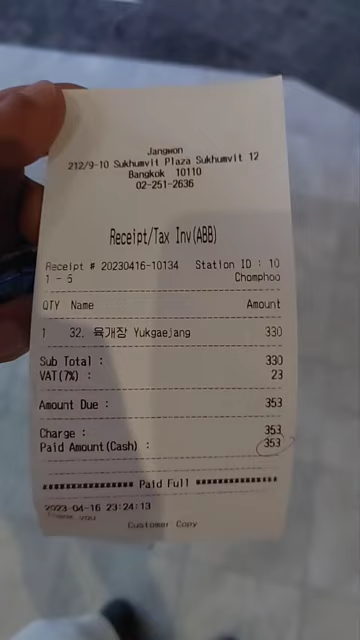 Jangwon
212/9-10 Sukhumvit Plaza Sukhumvit 12
Bangkok 10110
02-251-2636
Receipt/Tax Inv(ABB)
Receipt # 20230416-10134 Station ID : 10
1 - 5 Chomphoo
QTY Name Amount
1 32. 육개장 Yukgaejang 330
Sub Total : 330
VAT(7%) : 23
Amount Due : 353
Charge : 353
Paid Amount(Cash) : 353
Paid Full
2023-04-16 23:24:13
Thank you
Customer Copy